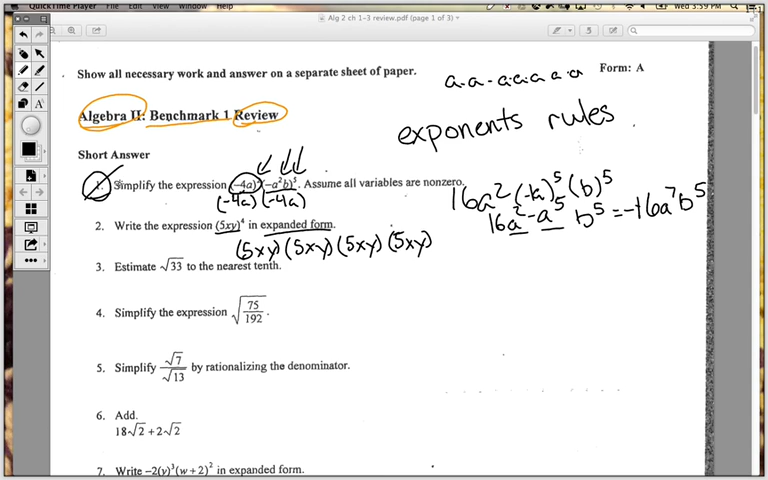 QuickTime Player File Edit View Window Help Wed 3:59 PM
Alg 2 ch 1–3 review.pdf (page 1 of 3)
Show all necessary work and answer on a separate sheet of paper.
a·a - a·a·a·a·a
Form: A
Algebra II: Benchmark 1 Review
exponents rules
Short Answer
1. Simplify the expression (-4a)²(-a²b)⁵. Assume all variables are nonzero.
(-4a) (-4a)
16a² (-a)⁵ (b)⁵
16a² -a⁵ b⁵ = -16a⁷b⁵
2. Write the expression (5xy)⁴ in expanded form.
(5xy)(5xy)(5xy)(5xy)
3. Estimate √33 to the nearest tenth.
4. Simplify the expression √(75/192).
5. Simplify √7/√13 by rationalizing the denominator.
6. Add.
18√2 + 2√2
7. Write −2(v)³(w + 2)² in expanded form.